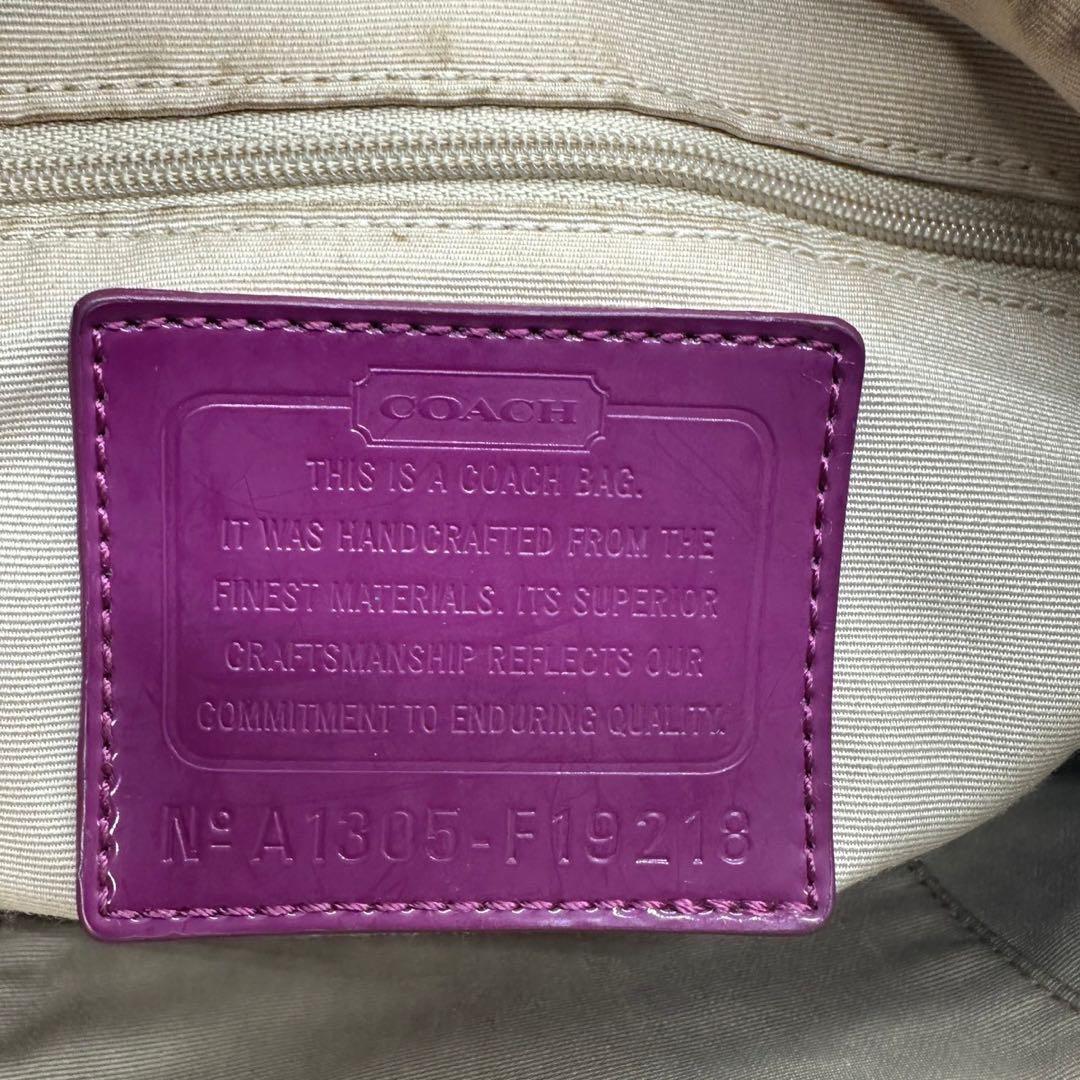 COACH
THIS IS A COACH BAG.
IT WAS HANDCRAFTED FROM THE
FINEST MATERIALS. ITS SUPERIOR
CRAFTSMANSHIP REFLECTS OUR
COMMITMENT TO ENDURING QUALITY.
Nº A1305-F19218